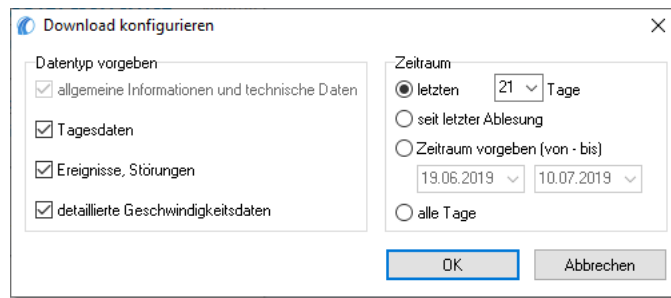 Download konfigurieren
Datentyp vorgeben
allgemeine Informationen und technische Daten
Tagesdaten
Ereignisse, Störungen
detaillierte Geschwindigkeitsdaten
Zeitraum
letzten 21 Tage
seit letzter Ablesung
Zeitraum vorgeben (von - bis)
19.06.2019 10.07.2019
alle Tage
OK Abbrechen